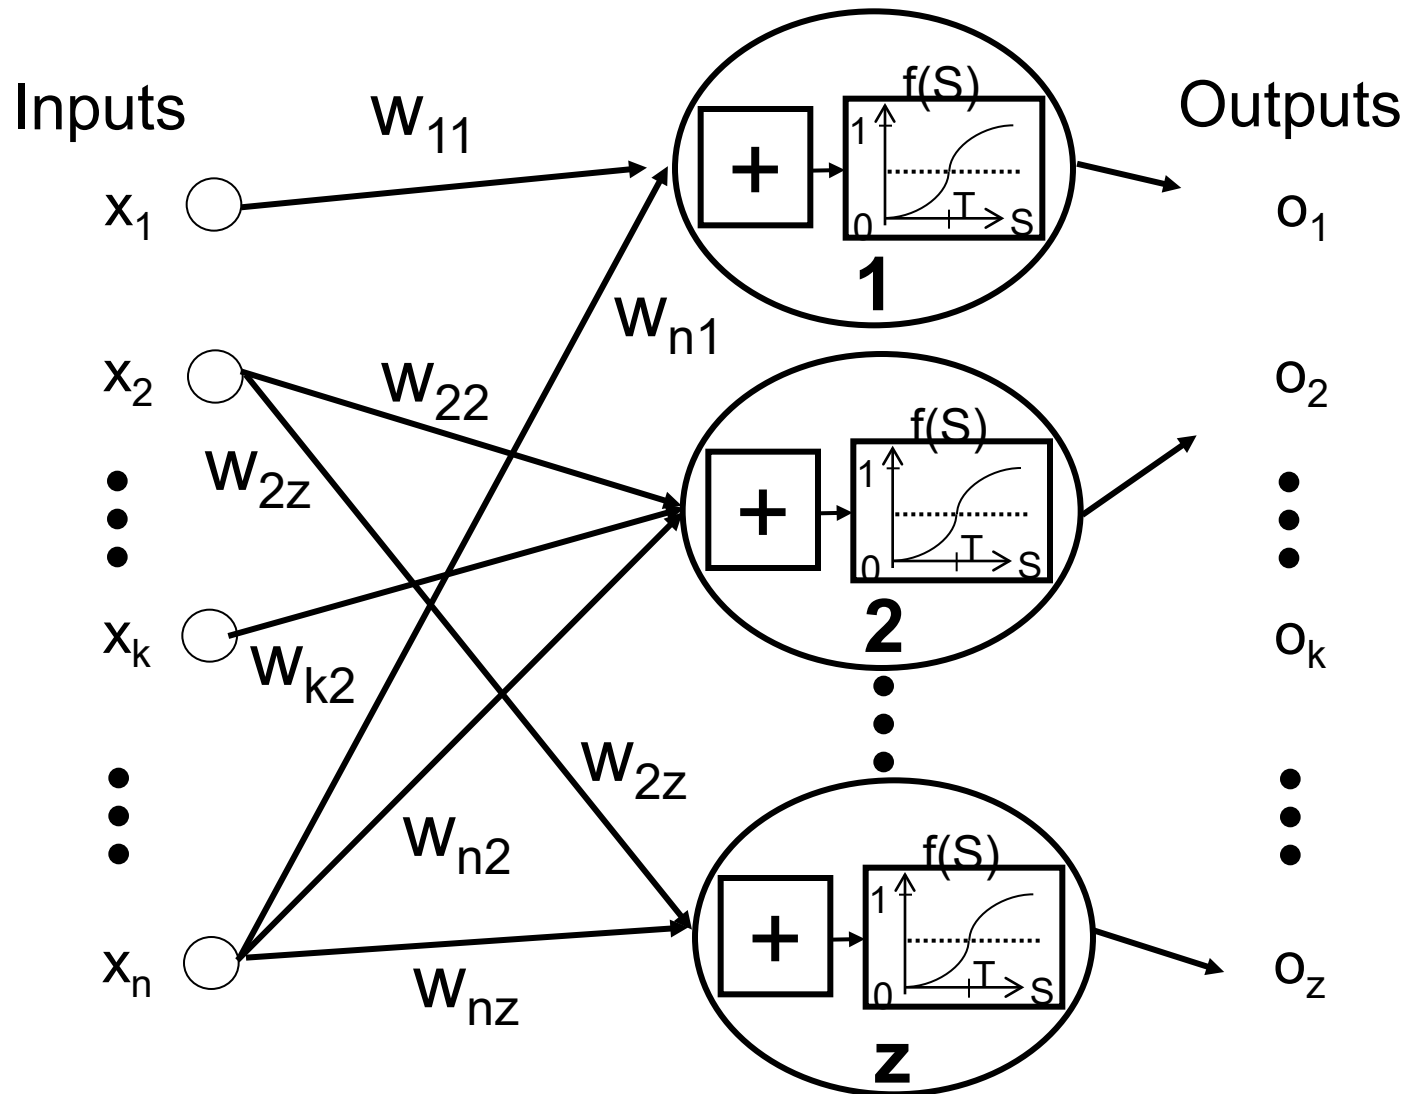 Inputs
w11
f(S)
1
+
0
T
S
1
Outputs
x1
o1
wn1
x2
w22
w2z
f(S)
1
+
0
T
S
2
o2
xk
wk2
ok
w2z
wn2
f(S)
1
+
0
T
S
z
xn
wnz
oz